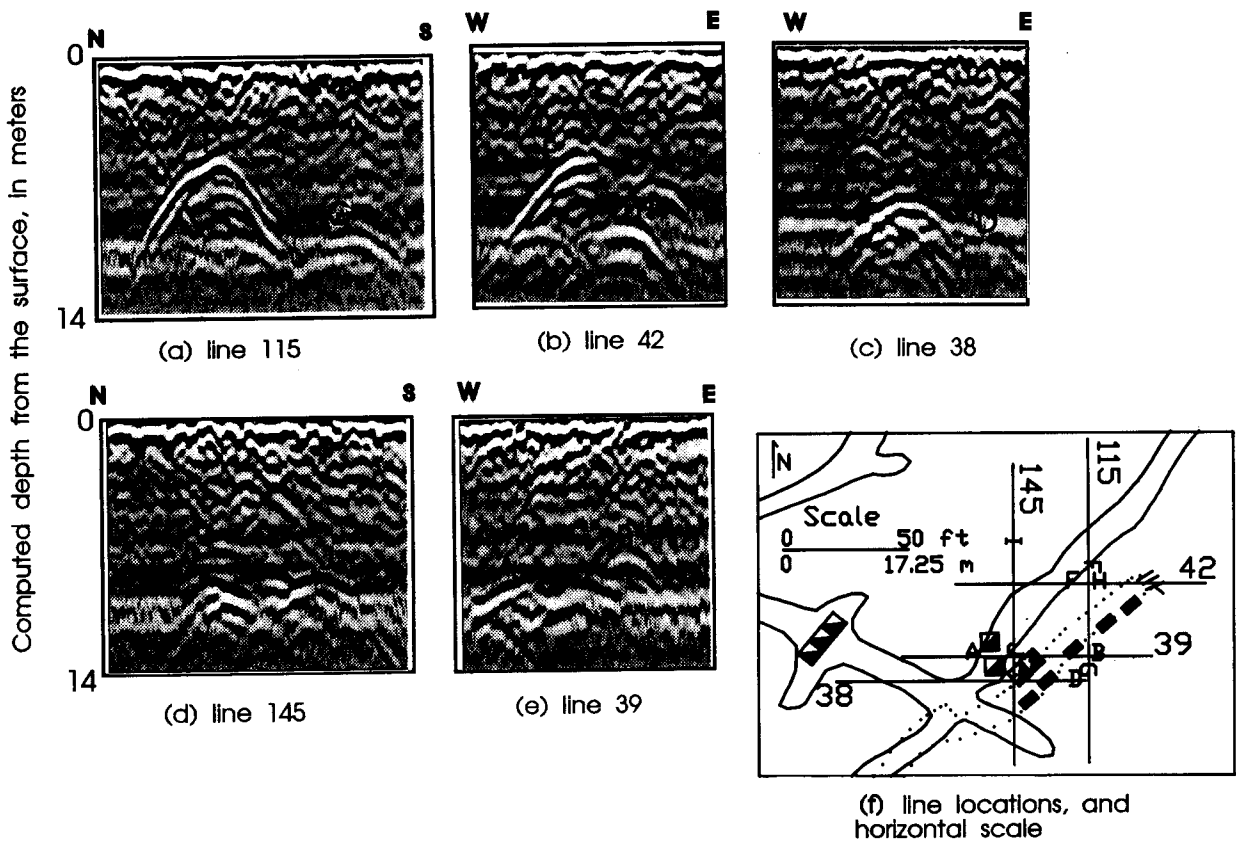 Computed depth from the surface, in meters
0
N
S
14
(a) line 115
W
E
(b) line 42
W
E
(c) line 38
0
N
S
14
(d) line 145
W
E
(e) line 39
N
145
115
Scale
0
50 ft
0
17.25 m
42
39
38
A
B
D
(f) line locations, and
horizontal scale